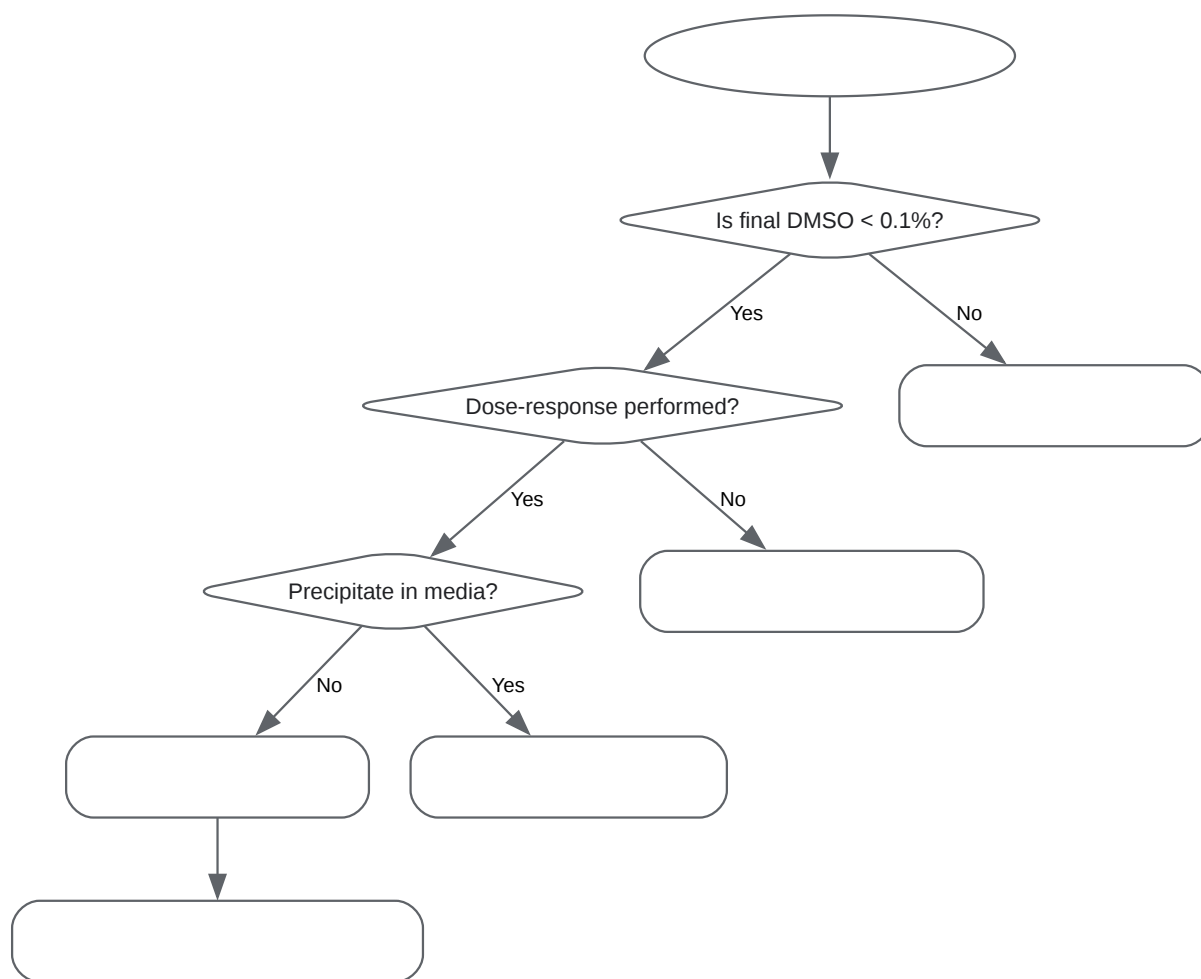 Is final DMSO < 0.1%?
Yes
No
Dose-response performed?
Yes
No
Precipitate in media?
No
Yes